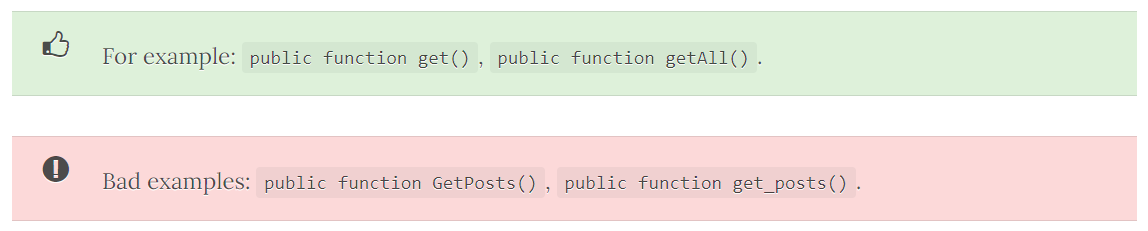 For example: public function get(), public function getAll().
Bad examples: public function GetPosts(), public function get_posts().